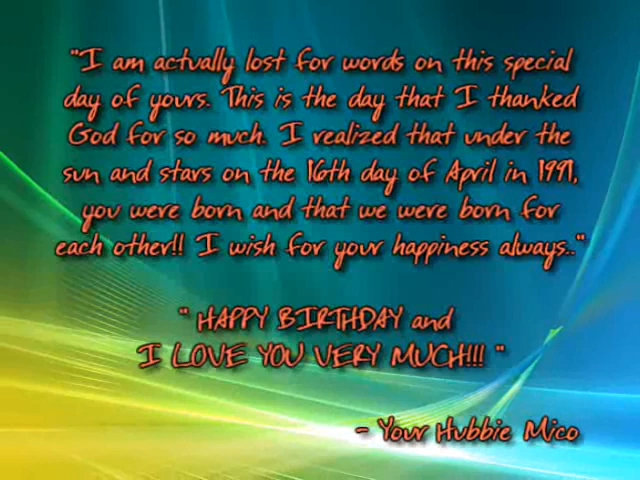 "I am actually lost for words on this special
day of yours. This is the day that I thanked
God for so much. I realized that under the
sun and stars on the 16th day of April in 1991,
you were born and that we were born for
each other!! I wish for your happiness always.."
" HAPPY BIRTHDAY and
I LOVE YOU VERY MUCH!!! "
- Your Hubbie Mico